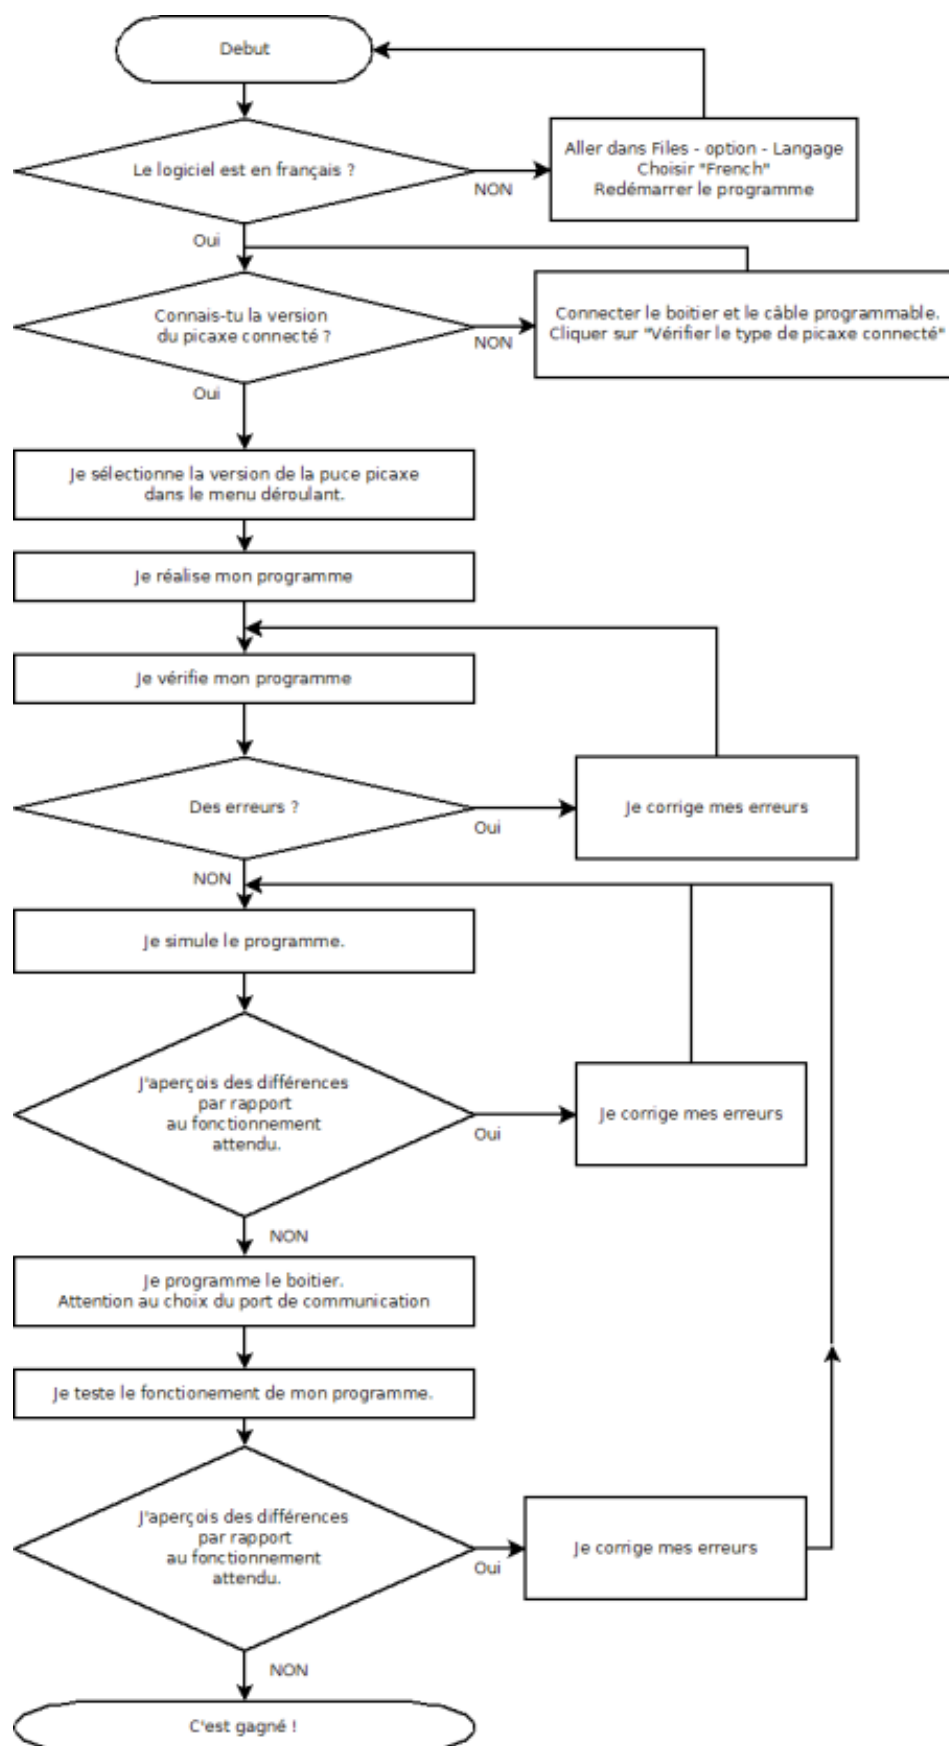 Debut
Le logiciel est en français ?
NON
Aller dans Files - option - Langage
Choisir "French"
Redémarrer le programme
Oui
Connais-tu la version
du picaxe connecté ?
NON
Connecter le boitier et le câble programmable.
Cliquer sur "Vérifier le type de picaxe connecté"
Oui
Je sélectionne la version de la puce picaxe
dans le menu déroulant.
Je réalise mon programme
Je vérifie mon programme
Des erreurs ?
Oui
Je corrige mes erreurs
NON
Je simule le programme.
J'aperçois des différences
par rapport
au fonctionnement
attendu.
Oui
Je corrige mes erreurs
NON
Je programme le boitier.
Attention au choix du port de communication
Je teste le fonctionement de mon programme.
J'aperçois des différences
par rapport
au fonctionnement
attendu.
Oui
Je corrige mes erreurs
NON
C'est gagné !